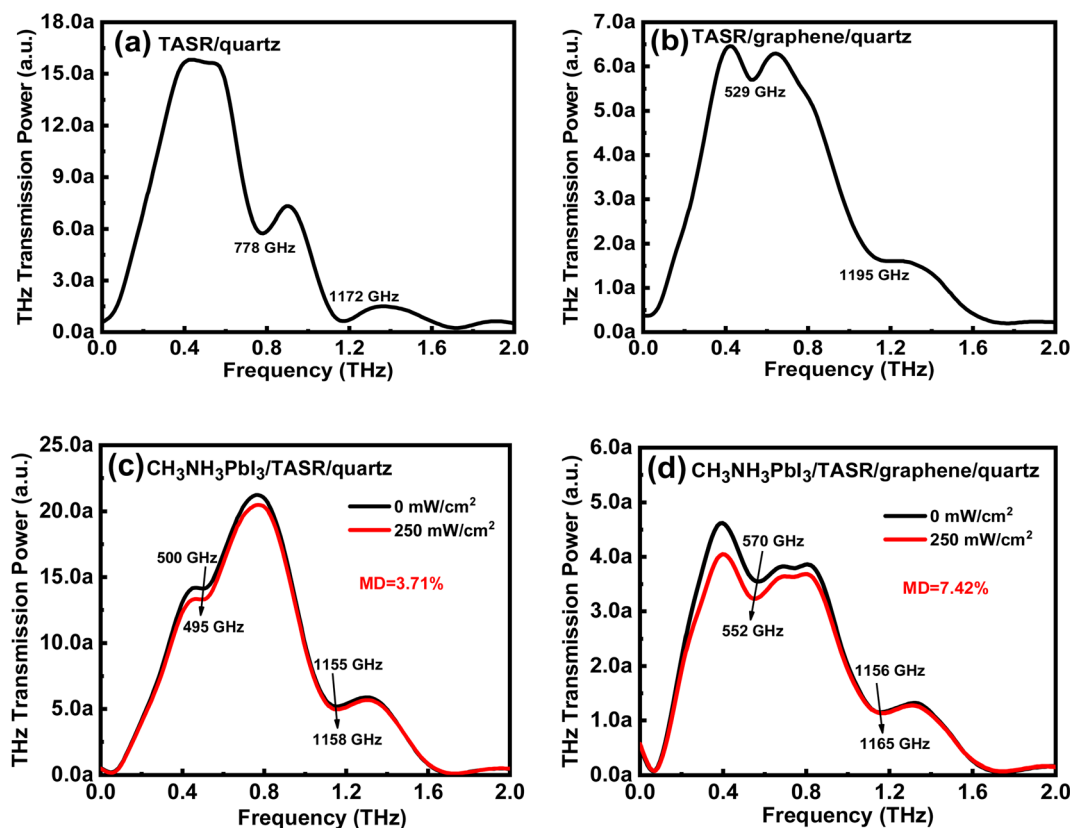 (a) TASR/quartz
THz Transmission Power (a.u.)
18.0a
15.0a
12.0a
9.0a
6.0a
3.0a
0.0a
778 GHz
1172 GHz
0.0 0.4 0.8 1.2 1.6 2.0
Frequency (THz)
(b) TASR/graphene/quartz
THz Transmission Power (a.u.)
7.0a
6.0a
5.0a
4.0a
3.0a
2.0a
1.0a
0.0a
529 GHz
1195 GHz
0.0 0.4 0.8 1.2 1.6 2.0
Frequency (THz)
(c) CH₃NH₃PbI₃/TASR/quartz
THz Transmission Power (a.u.)
25.0a
20.0a
15.0a
10.0a
5.0a
0.0a
0 mW/cm²
250 mW/cm²
500 GHz
MD=3.71%
495 GHz
1155 GHz
1158 GHz
0.0 0.4 0.8 1.2 1.6 2.0
Frequency (THz)
(d) CH₃NH₃PbI₃/TASR/graphene/quartz
THz Transmission Power (a.u.)
6.0a
5.0a
4.0a
3.0a
2.0a
1.0a
0.0a
0 mW/cm²
250 mW/cm²
570 GHz
MD=7.42%
552 GHz
1156 GHz
1165 GHz
0.0 0.4 0.8 1.2 1.6 2.0
Frequency (THz)